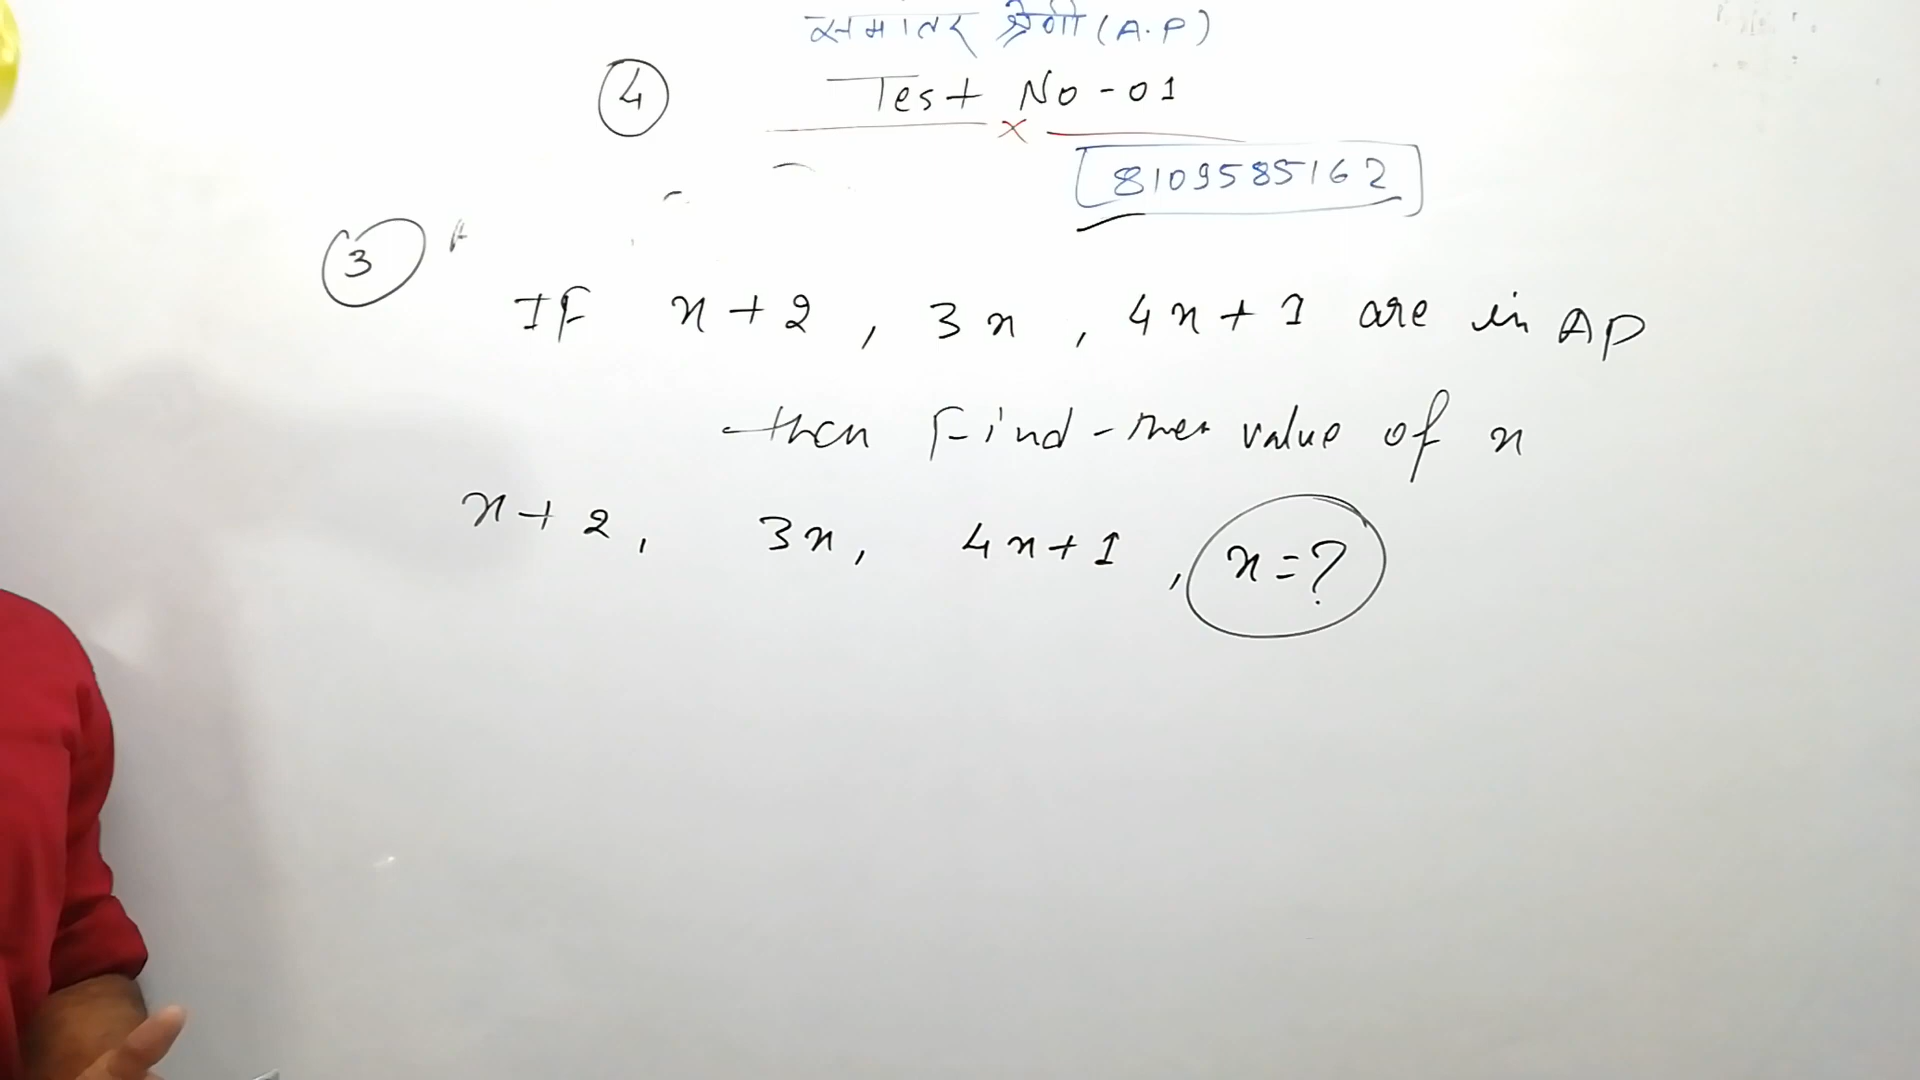 समांतर श्रेणी (A.P)
4 Test No-01
8109585162
3
If x+2, 3x, 4x+1 are in AP
then Find the value of x
x+2, 3x, 4x+1, x=?